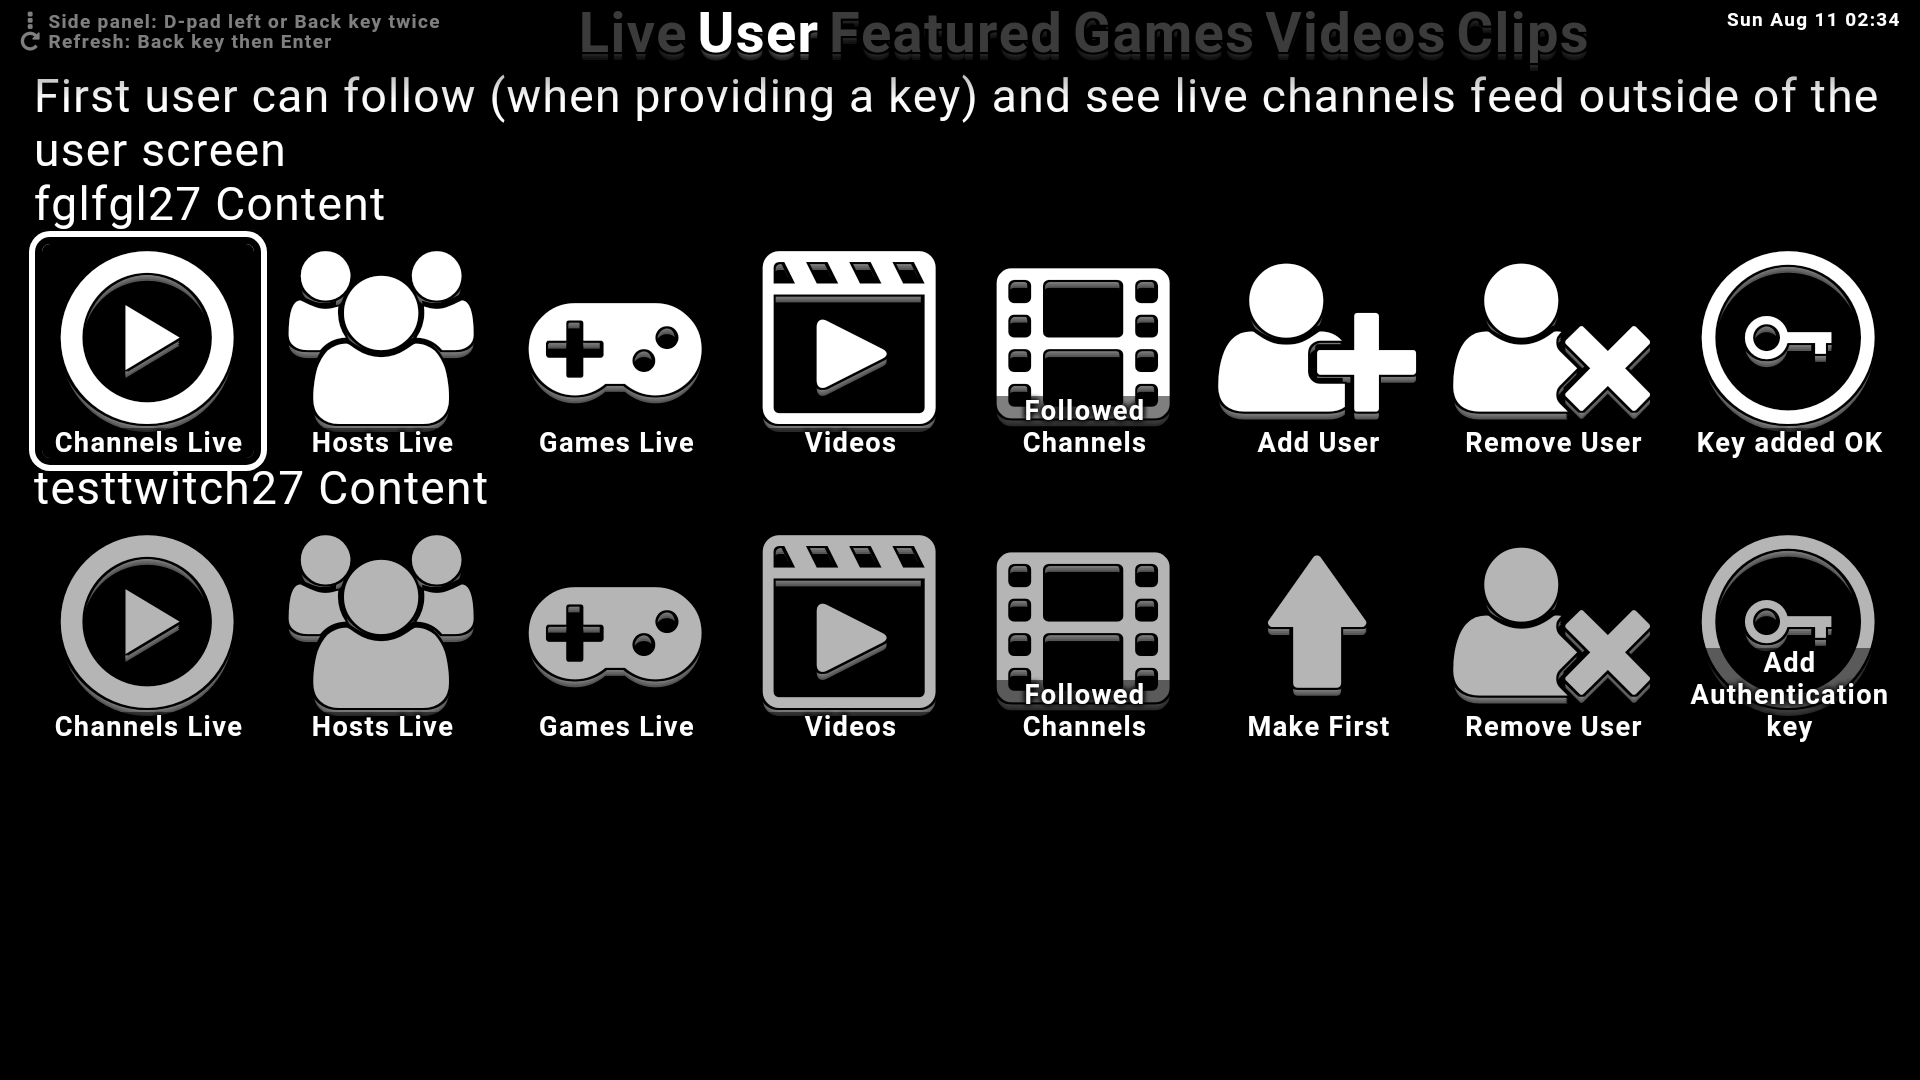 Side panel: D-pad left or Back key twice
Refresh: Back key then Enter
Live User Featured Games Videos Clips
Sun Aug 11 02:34
First user can follow (when providing a key) and see live channels feed outside of the
user screen
fglfgl27 Content
Channels Live
Hosts Live
Games Live
Videos
Followed
Channels
Add User
Remove User
Key added OK
testtwitch27 Content
Channels Live
Hosts Live
Games Live
Videos
Followed
Channels
Make First
Remove User
Add
Authentication
key